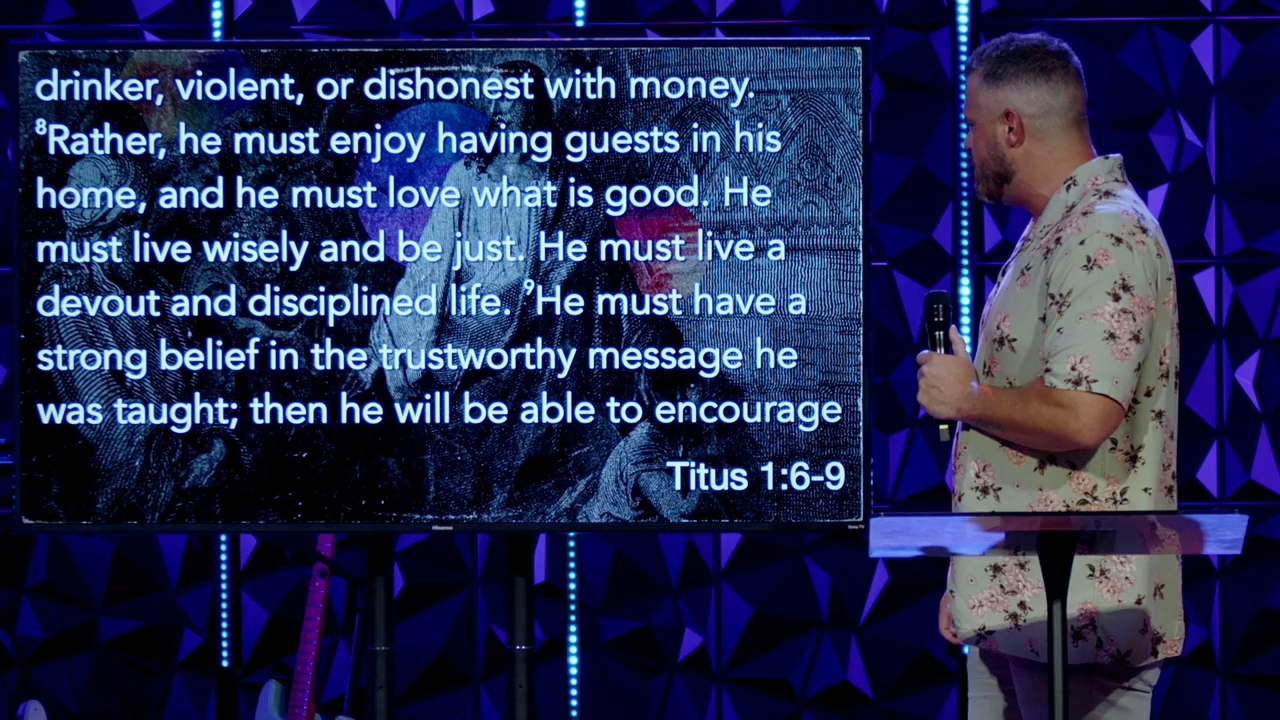 drinker, violent, or dishonest with money.
⁸Rather, he must enjoy having guests in his
home, and he must love what is good. He
must live wisely and be just. He must live a
devout and disciplined life. ⁹He must have a
strong belief in the trustworthy message he
was taught; then he will be able to encourage
Titus 1:6-9
Hisense
Roku TV